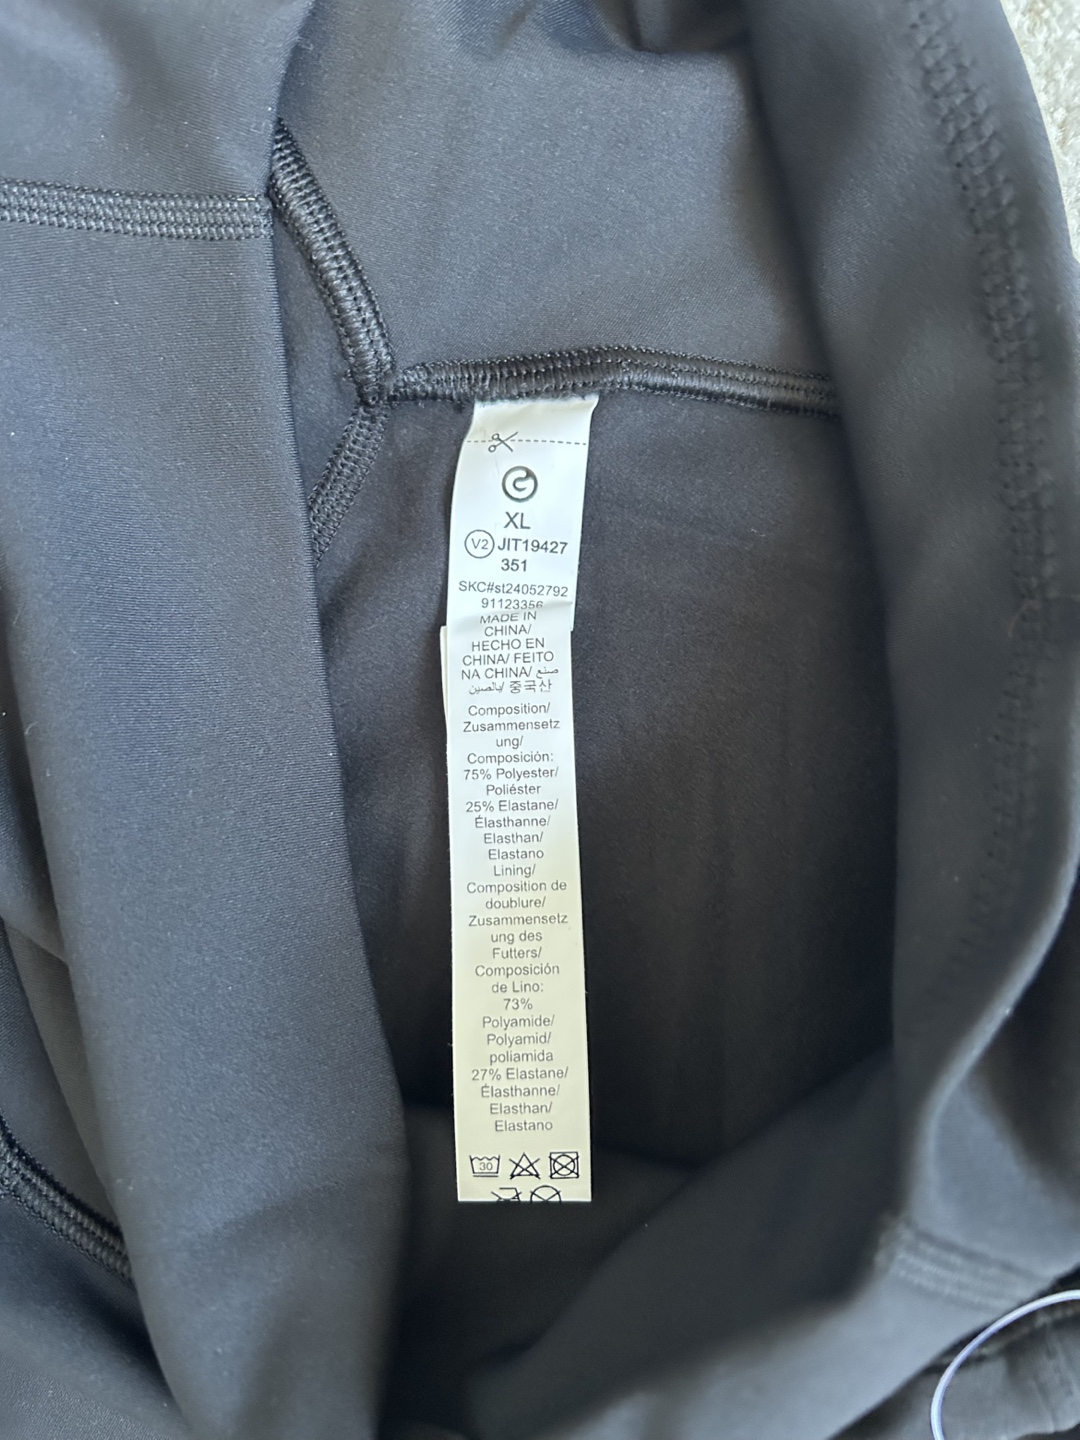 XL
V2 JIT19427
351
SKC#st24052792
91123356
MADE IN
CHINA/
HECHO EN
CHINA/ FEITO
NA CHINA/ صنع
بالصين/ 중국산
Composition/
Zusammensetz
ung/
Composición:
75% Polyester/
Poliéster
25% Elastane/
Élasthanne/
Elasthan/
Elastano
Lining/
Composition de
doublure/
Zusammensetz
ung des
Futters/
Composición
de Lino:
73%
Polyamide/
Polyamid/
poliamida
27% Elastane/
Élasthanne/
Elasthan/
Elastano
30